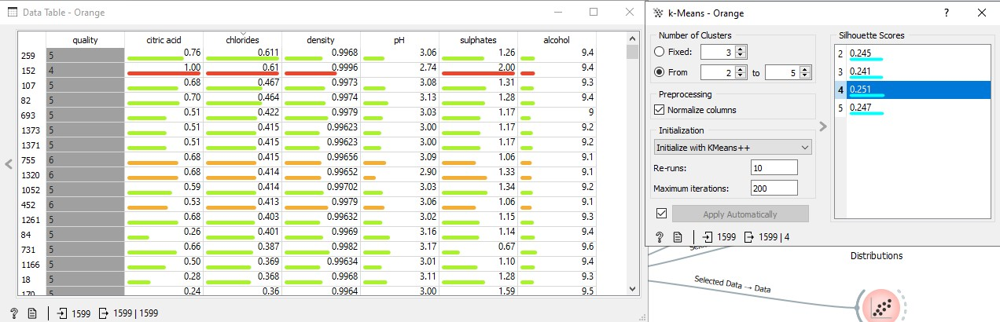 Data Table - Orange
quality citric acid chlorides density pH sulphates alcohol
259 5 0.76 0.611 0.9968 3.06 1.26 9.4
152 4 1.00 0.61 0.9996 2.74 2.00 9.4
107 5 0.68 0.467 0.9973 3.08 1.31 9.3
82 5 0.70 0.464 0.9974 3.13 1.28 9.4
693 5 0.51 0.422 0.9979 3.03 1.17 9
1373 5 0.51 0.415 0.99623 3.00 1.17 9.2
1371 5 0.51 0.415 0.99623 3.00 1.17 9.2
755 6 0.68 0.415 0.99656 3.09 1.06 9.1
1320 6 0.68 0.414 0.99652 2.90 1.33 9.1
1052 5 0.59 0.414 0.99702 3.03 1.34 9.2
452 6 0.53 0.413 0.9979 3.06 1.06 9.1
1261 5 0.68 0.403 0.99632 3.02 1.15 9.3
84 5 0.26 0.401 0.9969 3.16 1.14 9.4
731 5 0.66 0.387 0.9982 3.17 0.67 9.6
1166 5 0.50 0.369 0.99634 3.01 1.10 9.4
18 5 0.28 0.368 0.9968 3.11 1.28 9.3
170 5 0.24 0.36 0.9964 3.00 1.59 9.5
? 1599 1599 | 1599
k-Means - Orange ?
Number of Clusters
Fixed: 3
From 2 to 5
Preprocessing
Normalize columns
Initialization
Initialize with KMeans++
Re-runs: 10
Maximum iterations: 200
Apply Automatically
? 1599 1599 | 4
Silhouette Scores
2 0.245
3 0.241
4 0.251
5 0.247
Distributions
Selected Data → Data